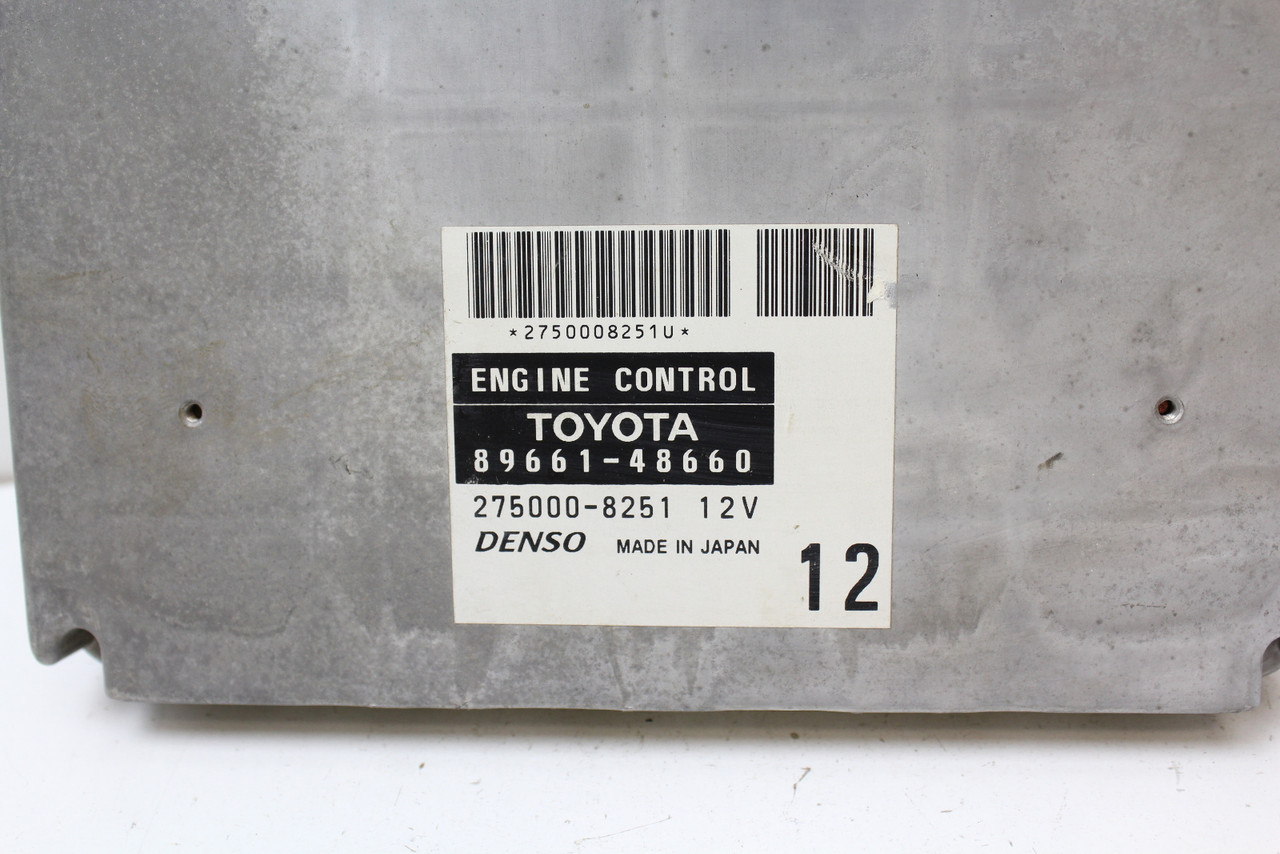 *2750008251U*
ENGINE CONTROL
TOYOTA
89661-48660
275000-8251 12V
DENSO MADE IN JAPAN
12